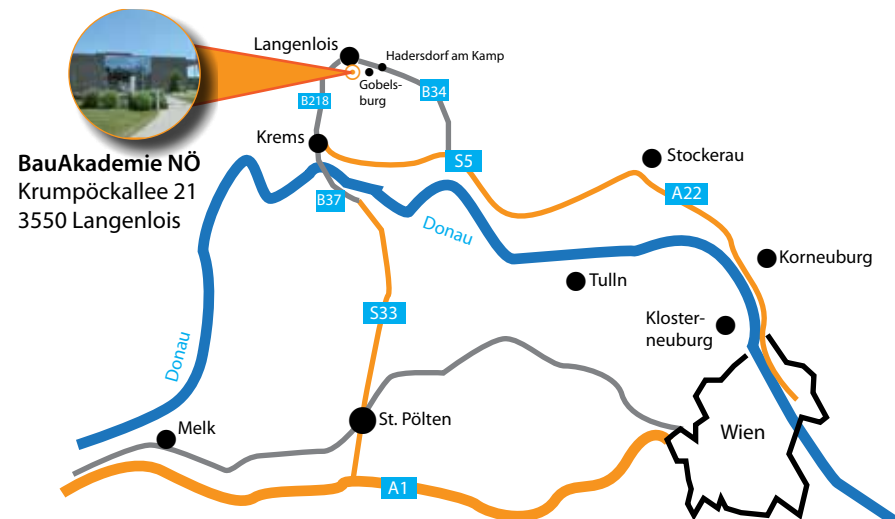 Langenlois
Hadersdorf am Kamp
Gobels-
burg
B218
B34
Krems
S5
Stockerau
BauAkademie NÖ
Krumpöckallee 21
3550 Langenlois
B37
A22
Donau
Korneuburg
Tulln
S33
Kloster-
neuburg
Donau
Melk
St. Pölten
Wien
A1